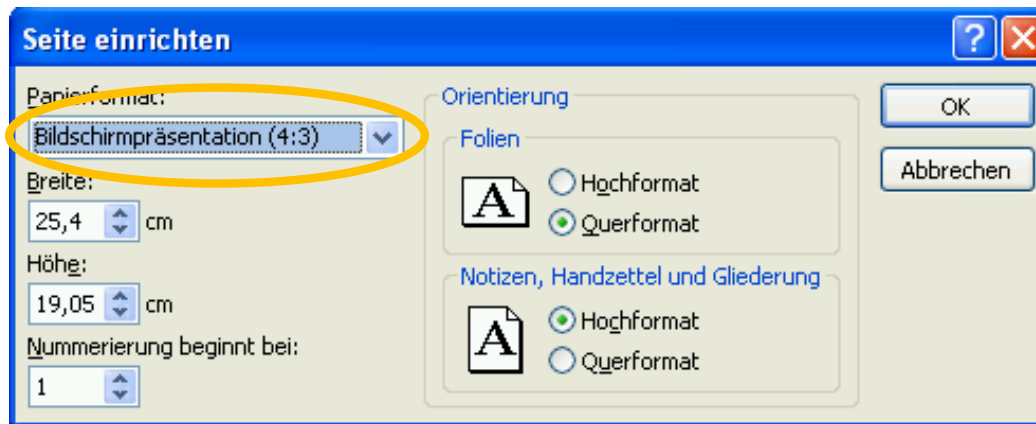 Seite einrichten
Panierformat:
Bildschirmpräsentation (4:3)
Breite:
25,4 cm
Höhe:
19,05 cm
Nummerierung beginnt bei:
1
Orientierung
Folien
A
Hochformat
Querformat
Notizen, Handzettel und Gliederung
A
Hochformat
Querformat
?
X
OK
Abbrechen